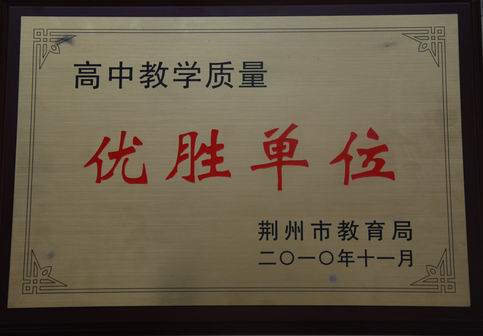 高中教学质量
优胜单位
荆州市教育局
二〇一〇年十一月